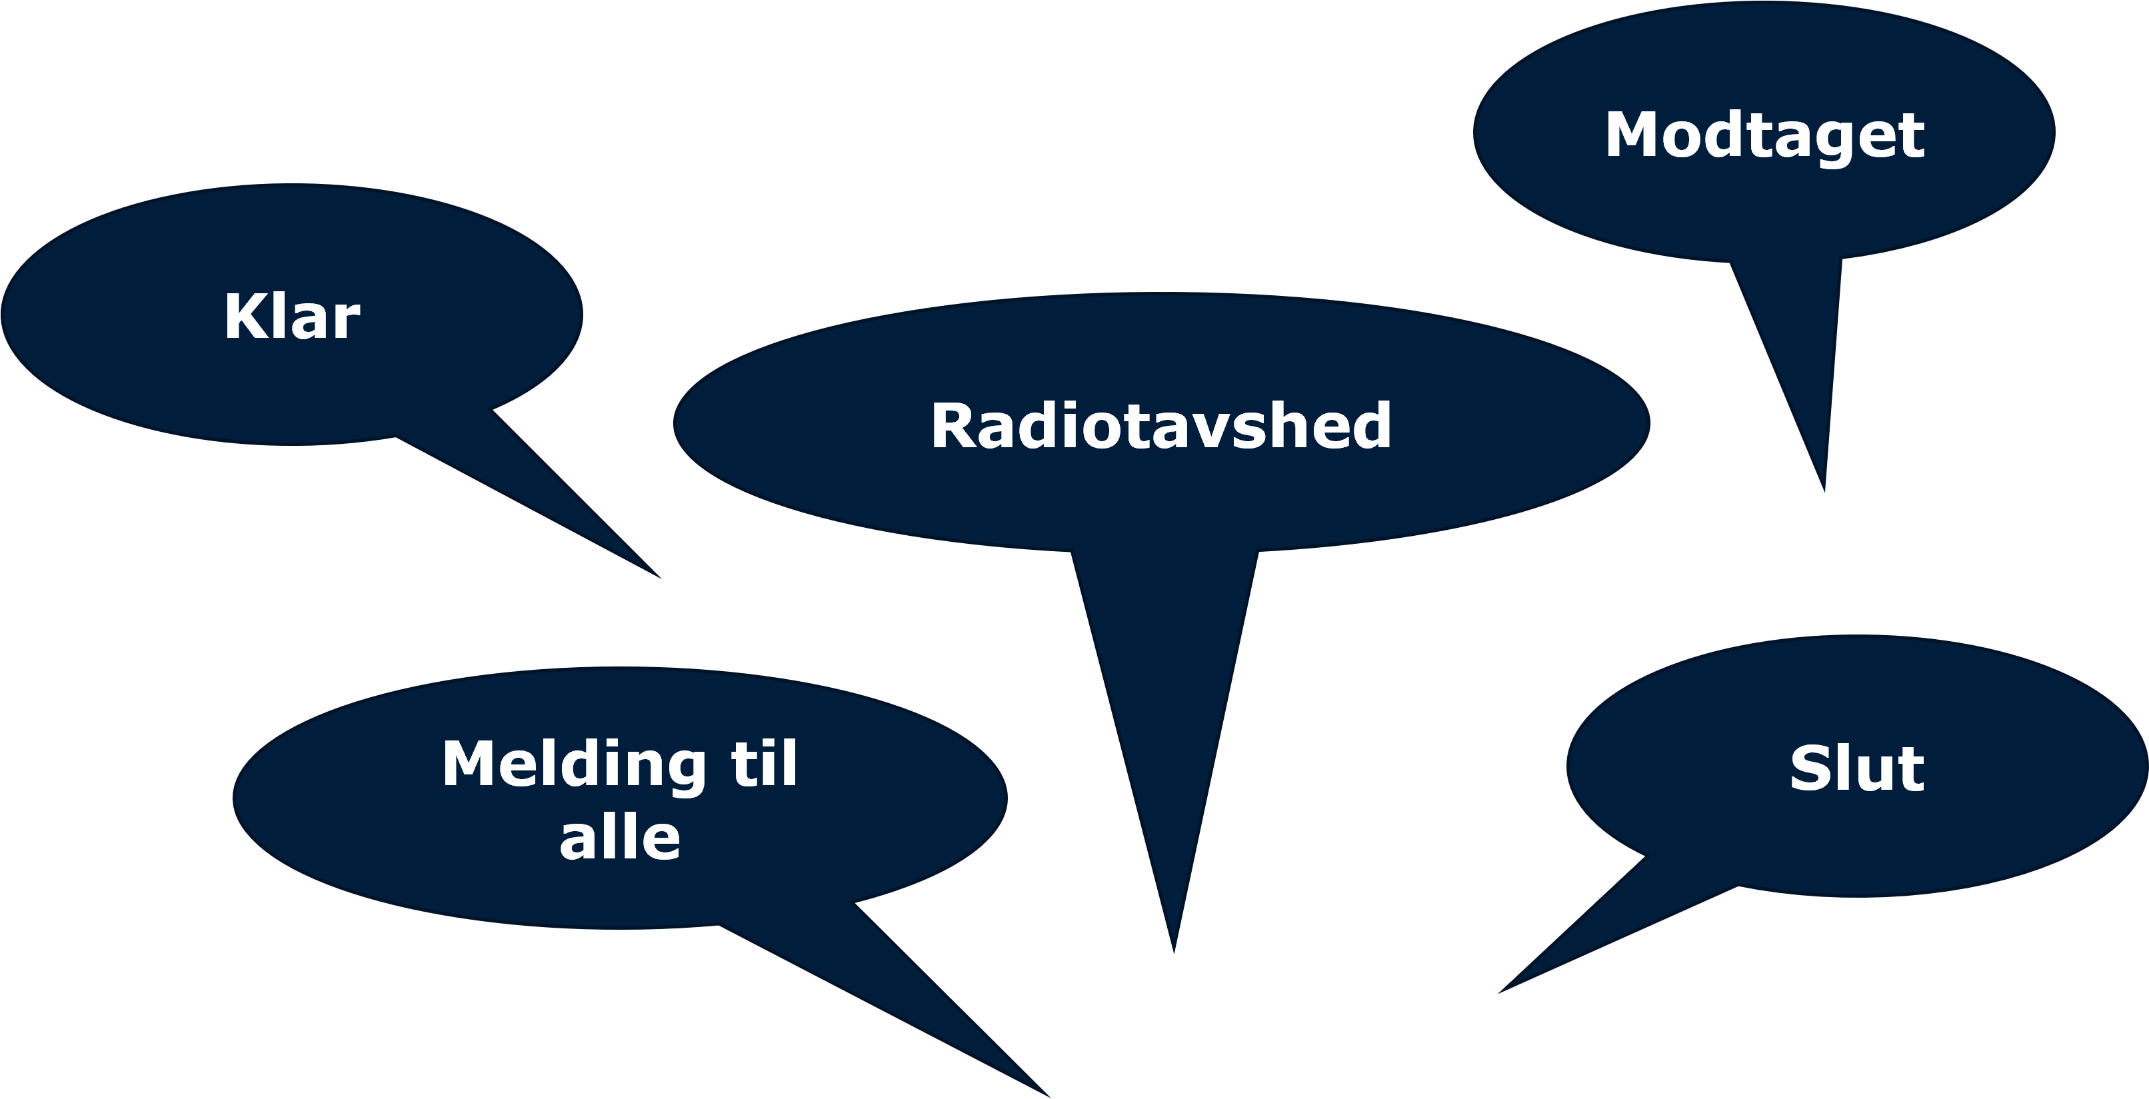 Modtaget
Klar
Radiotavshed
Melding til
alle
Slut